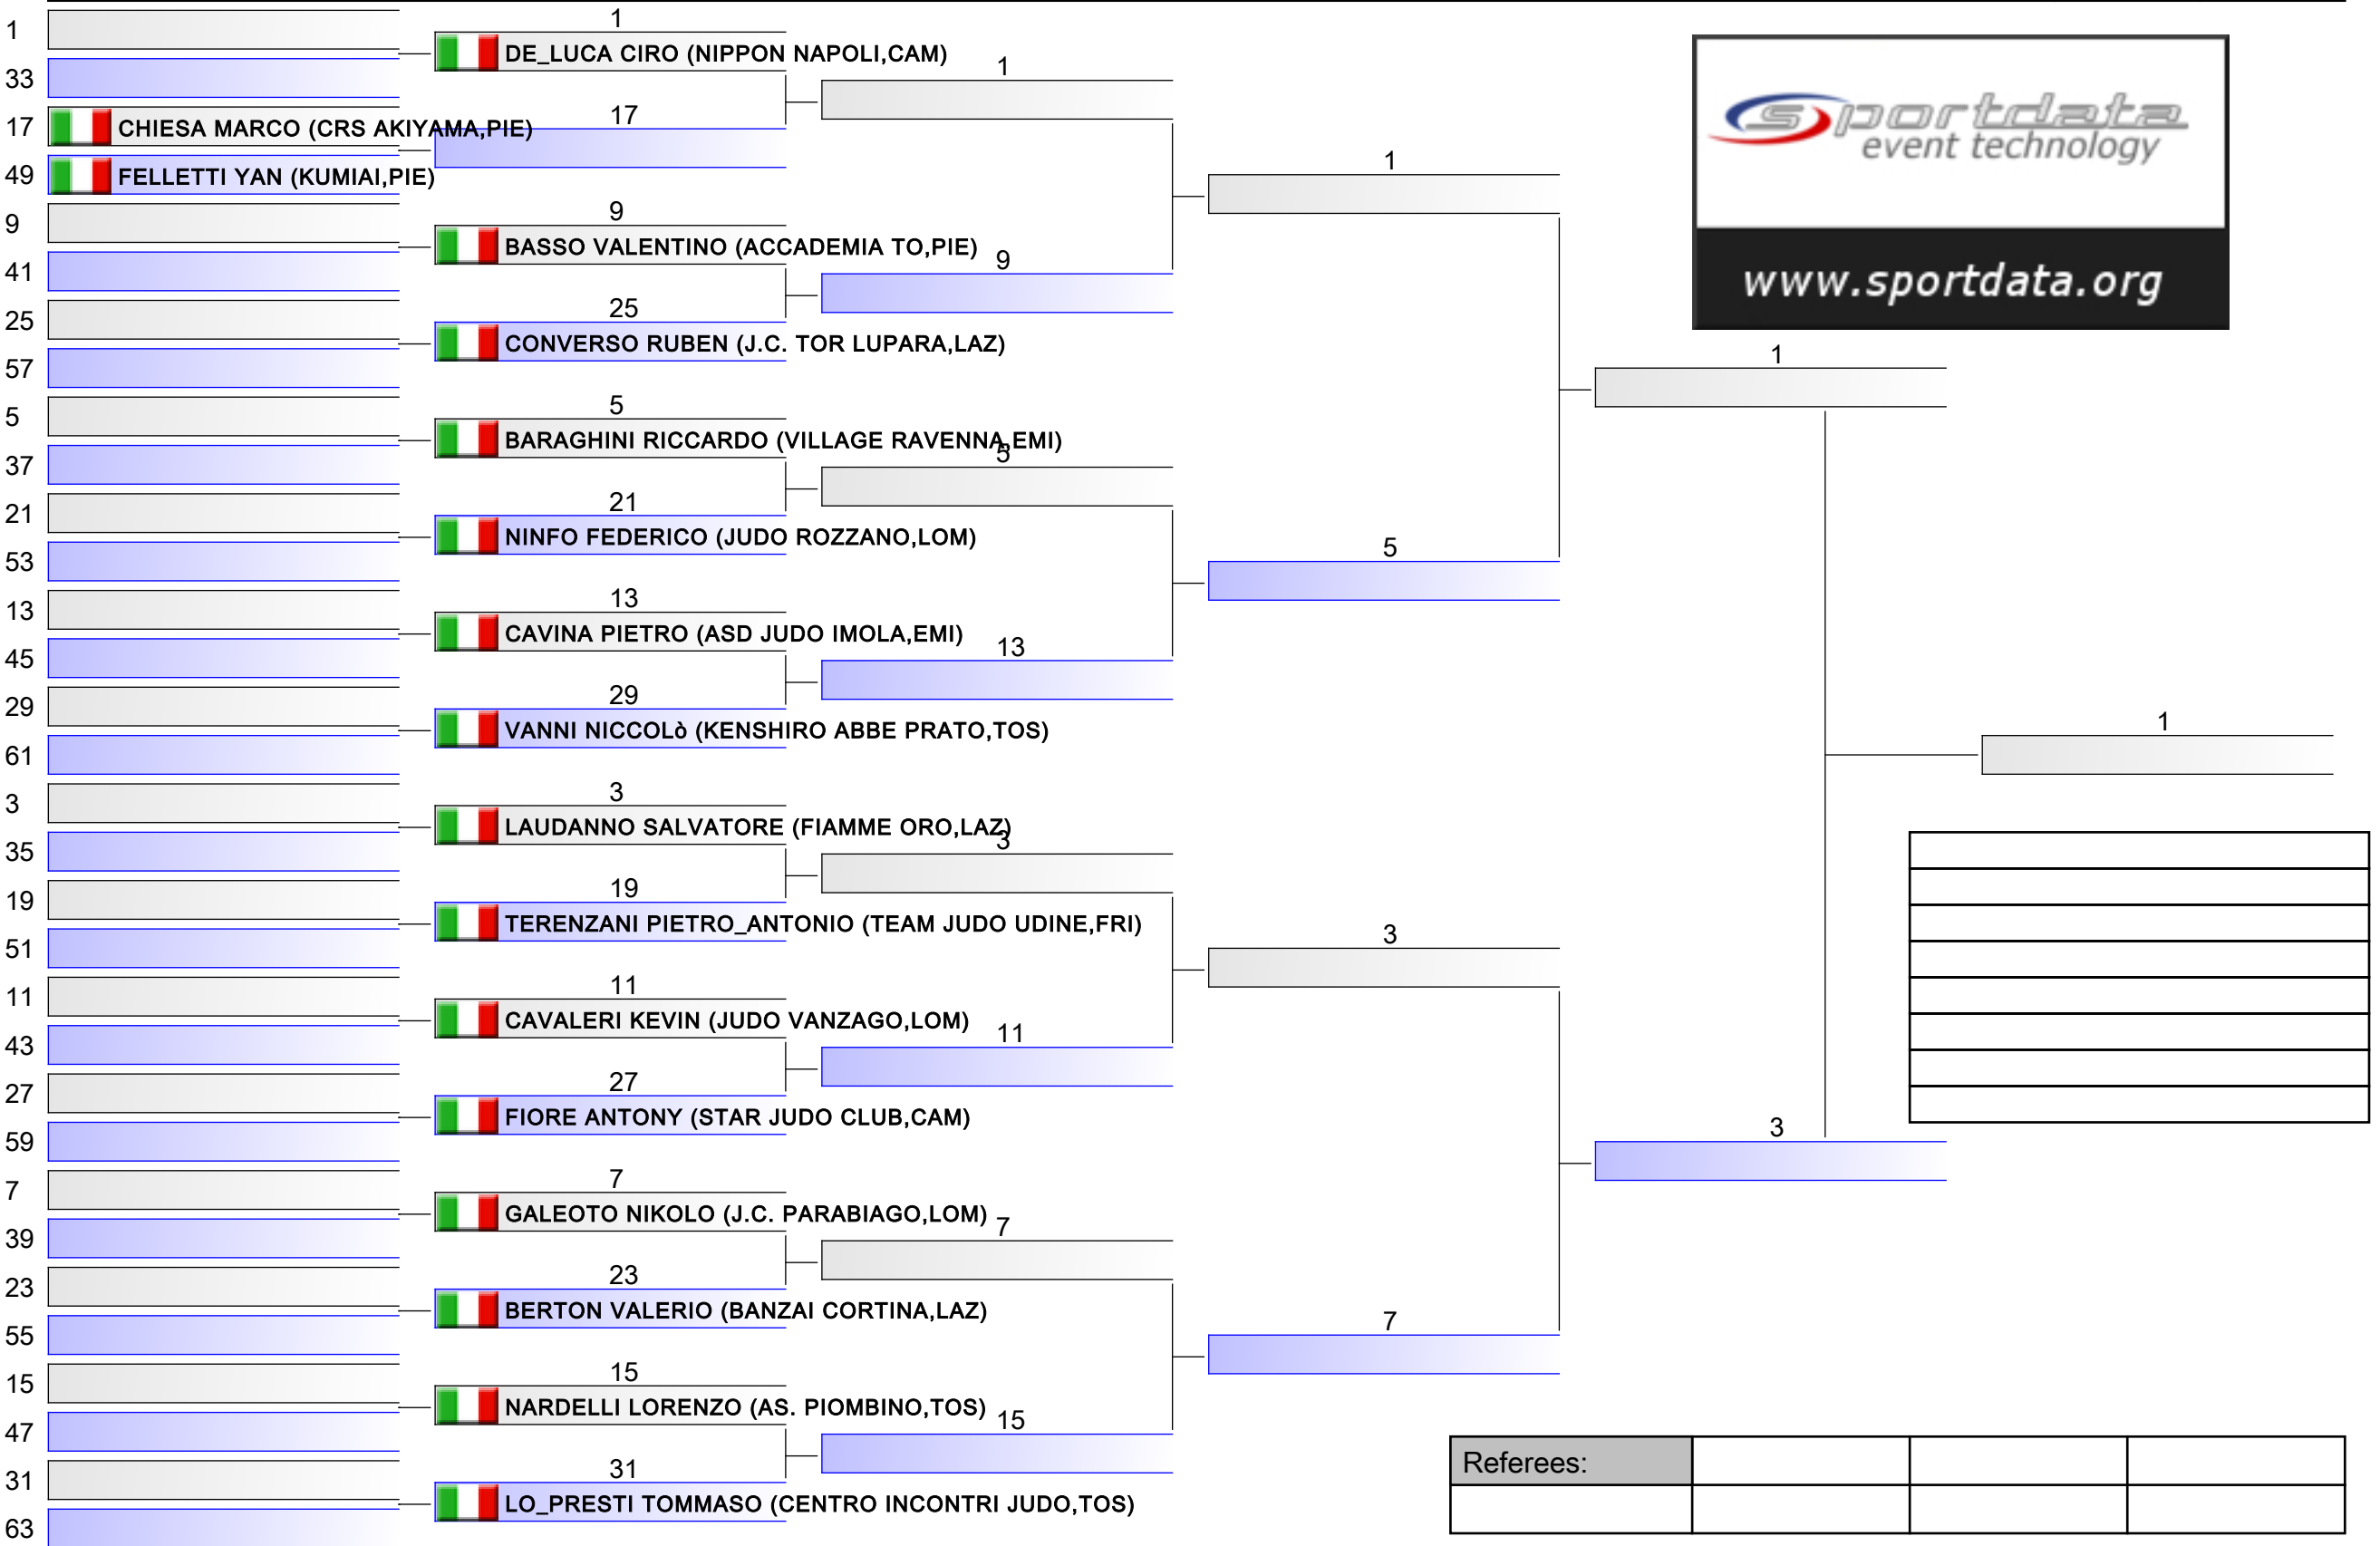 1
33
17 CHIESA MARCO (CRS AKIYAMA,PIE)
49 FELLETTI YAN (KUMIAI,PIE)
9
41
25
57
5
37
21
53
13
45
29
61
3
35
19
51
11
43
27
59
7
39
23
55
15
47
31
63
1
DE_LUCA CIRO (NIPPON NAPOLI,CAM)
17
9
BASSO VALENTINO (ACCADEMIA TO,PIE)
25
CONVERSO RUBEN (J.C. TOR LUPARA,LAZ)
5
BARAGHINI RICCARDO (VILLAGE RAVENNA,EMI)
21
NINFO FEDERICO (JUDO ROZZANO,LOM)
13
CAVINA PIETRO (ASD JUDO IMOLA,EMI)
29
VANNI NICCOLò (KENSHIRO ABBE PRATO,TOS)
3
LAUDANNO SALVATORE (FIAMME ORO,LAZ)
19
TERENZANI PIETRO_ANTONIO (TEAM JUDO UDINE,FRI)
11
CAVALERI KEVIN (JUDO VANZAGO,LOM)
27
FIORE ANTONY (STAR JUDO CLUB,CAM)
7
GALEOTO NIKOLO (J.C. PARABIAGO,LOM)
23
BERTON VALERIO (BANZAI CORTINA,LAZ)
15
NARDELLI LORENZO (AS. PIOMBINO,TOS)
31
LO_PRESTI TOMMASO (CENTRO INCONTRI JUDO,TOS)
1
9
5
13
3
11
7
15
1
5
3
7
1
3
1
sportdata
event technology
www.sportdata.org
Referees: